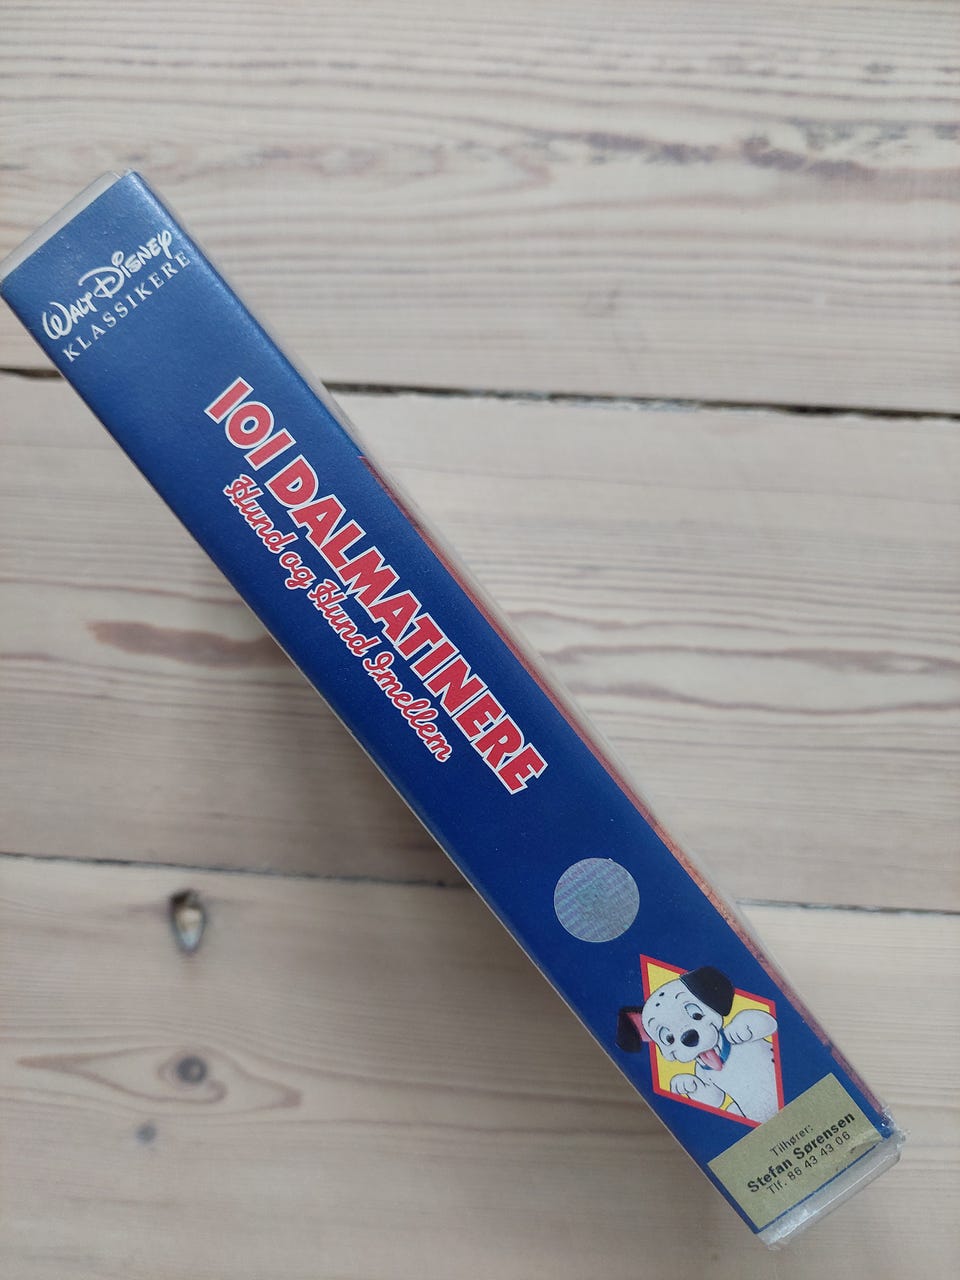 WALT DISNEY
KLASSIKERE
101 DALMATINERE
Hund og Hund Imellem
Tilhører:
Stefan Sørensen
Tlf. 86 43 43 06